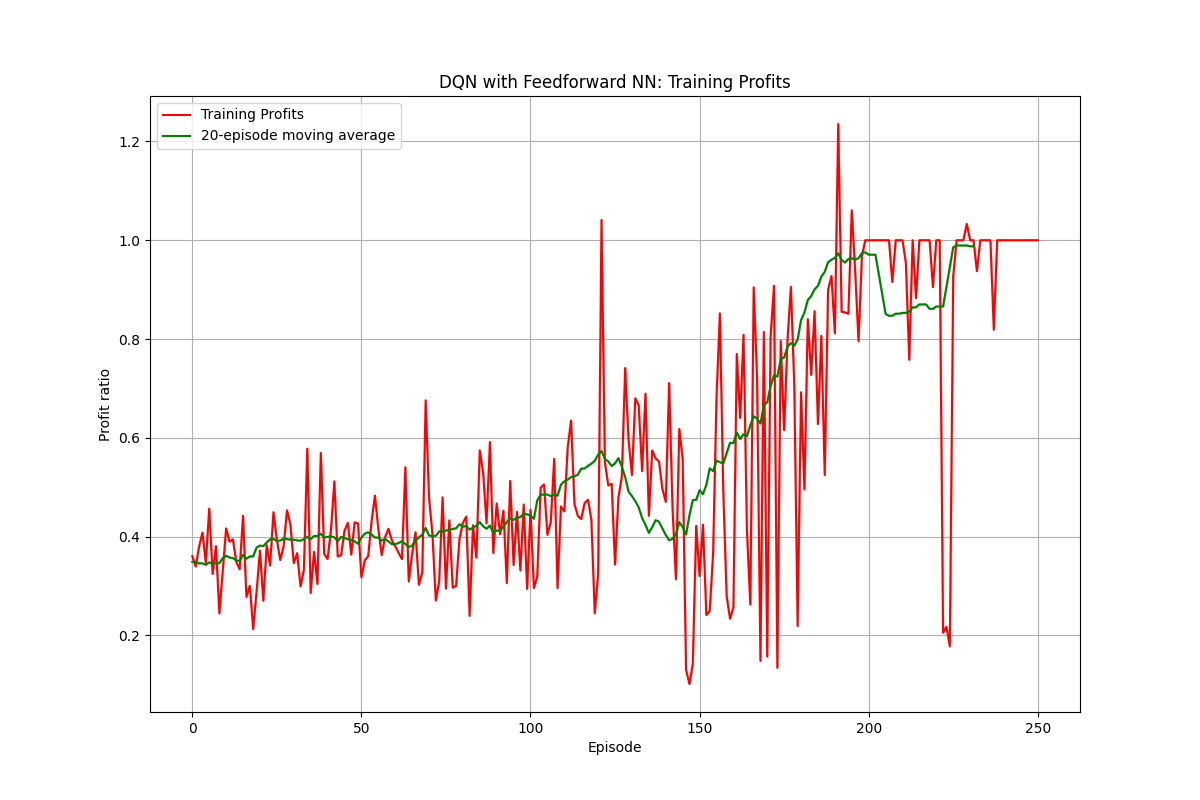 DQN with Feedforward NN: Training Profits
Training Profits
20-episode moving average
1.2
1.0
0.8
0.6
0.4
0.2
Profit ratio
0 50 100 150 200 250
Episode